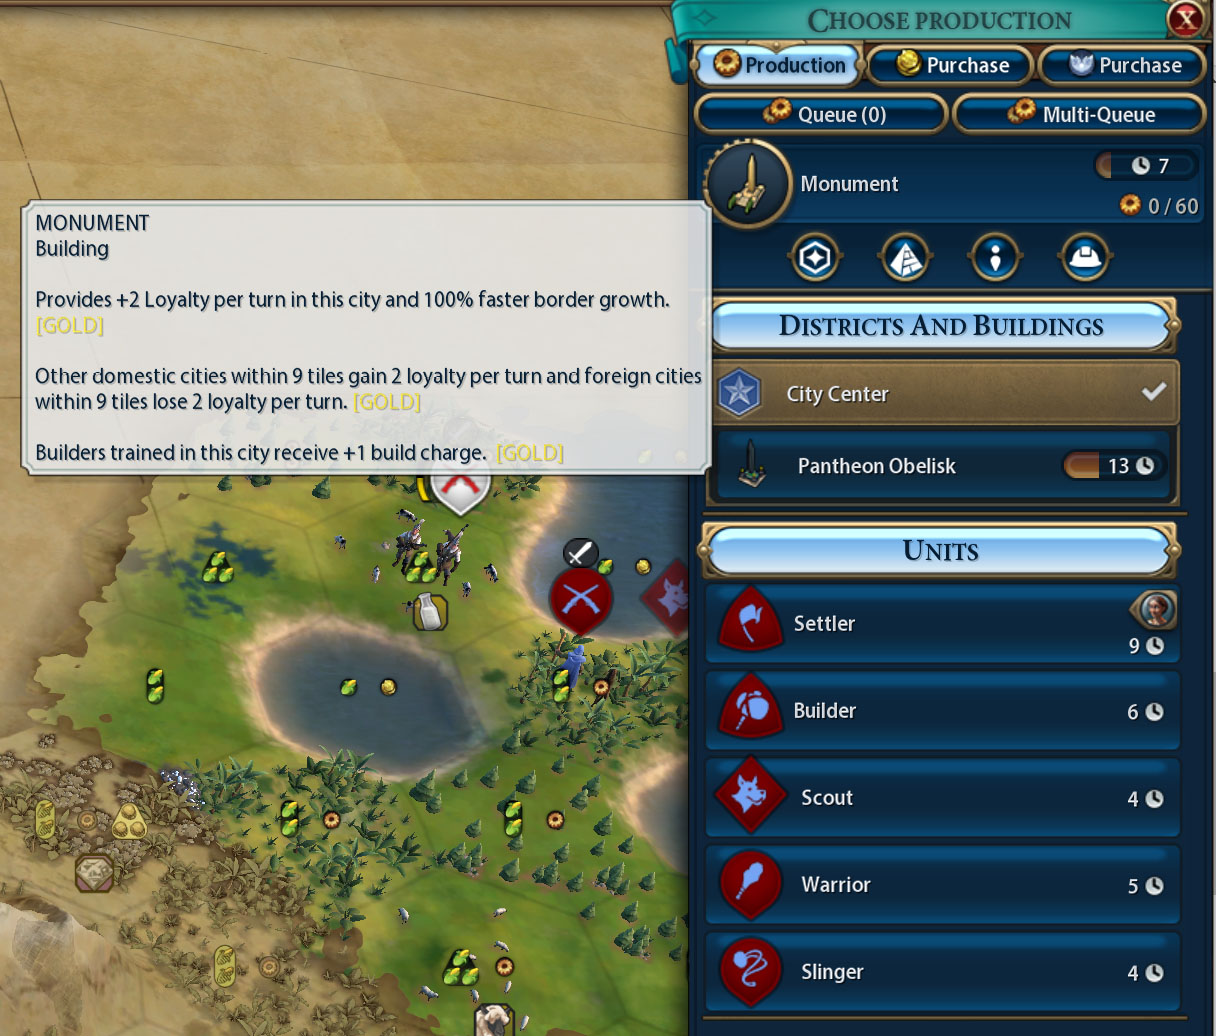 CHOOSE PRODUCTION
X
Production
Purchase
Purchase
Queue (0)
Multi-Queue
Monument
7
0 / 60
MONUMENT
Building
Provides +2 Loyalty per turn in this city and 100% faster border growth.
[GOLD]
Other domestic cities within 9 tiles gain 2 loyalty per turn and foreign cities
within 9 tiles lose 2 loyalty per turn. [GOLD]
Builders trained in this city receive +1 build charge. [GOLD]
DISTRICTS AND BUILDINGS
City Center
Pantheon Obelisk
13
UNITS
Settler
9
Builder
6
Scout
4
Warrior
5
Slinger
4